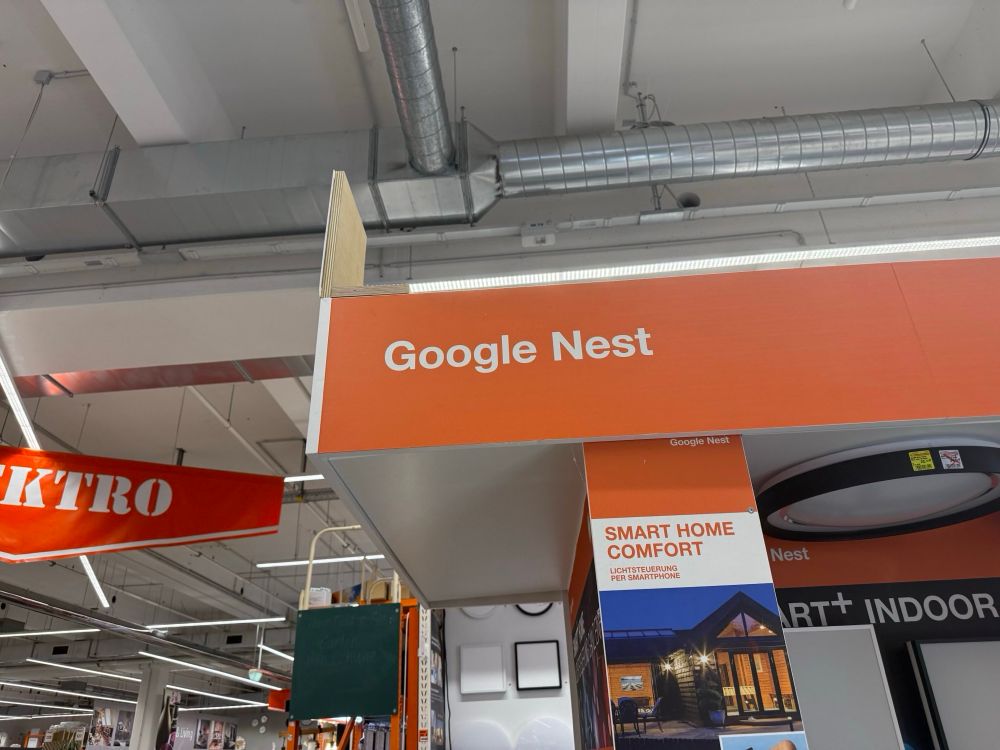 Google Nest
KTRO
Google Nest
SMART HOME
COMFORT
LICHTSTEUERUNG
PER SMARTPHONE
Nest
ART+ INDOOR